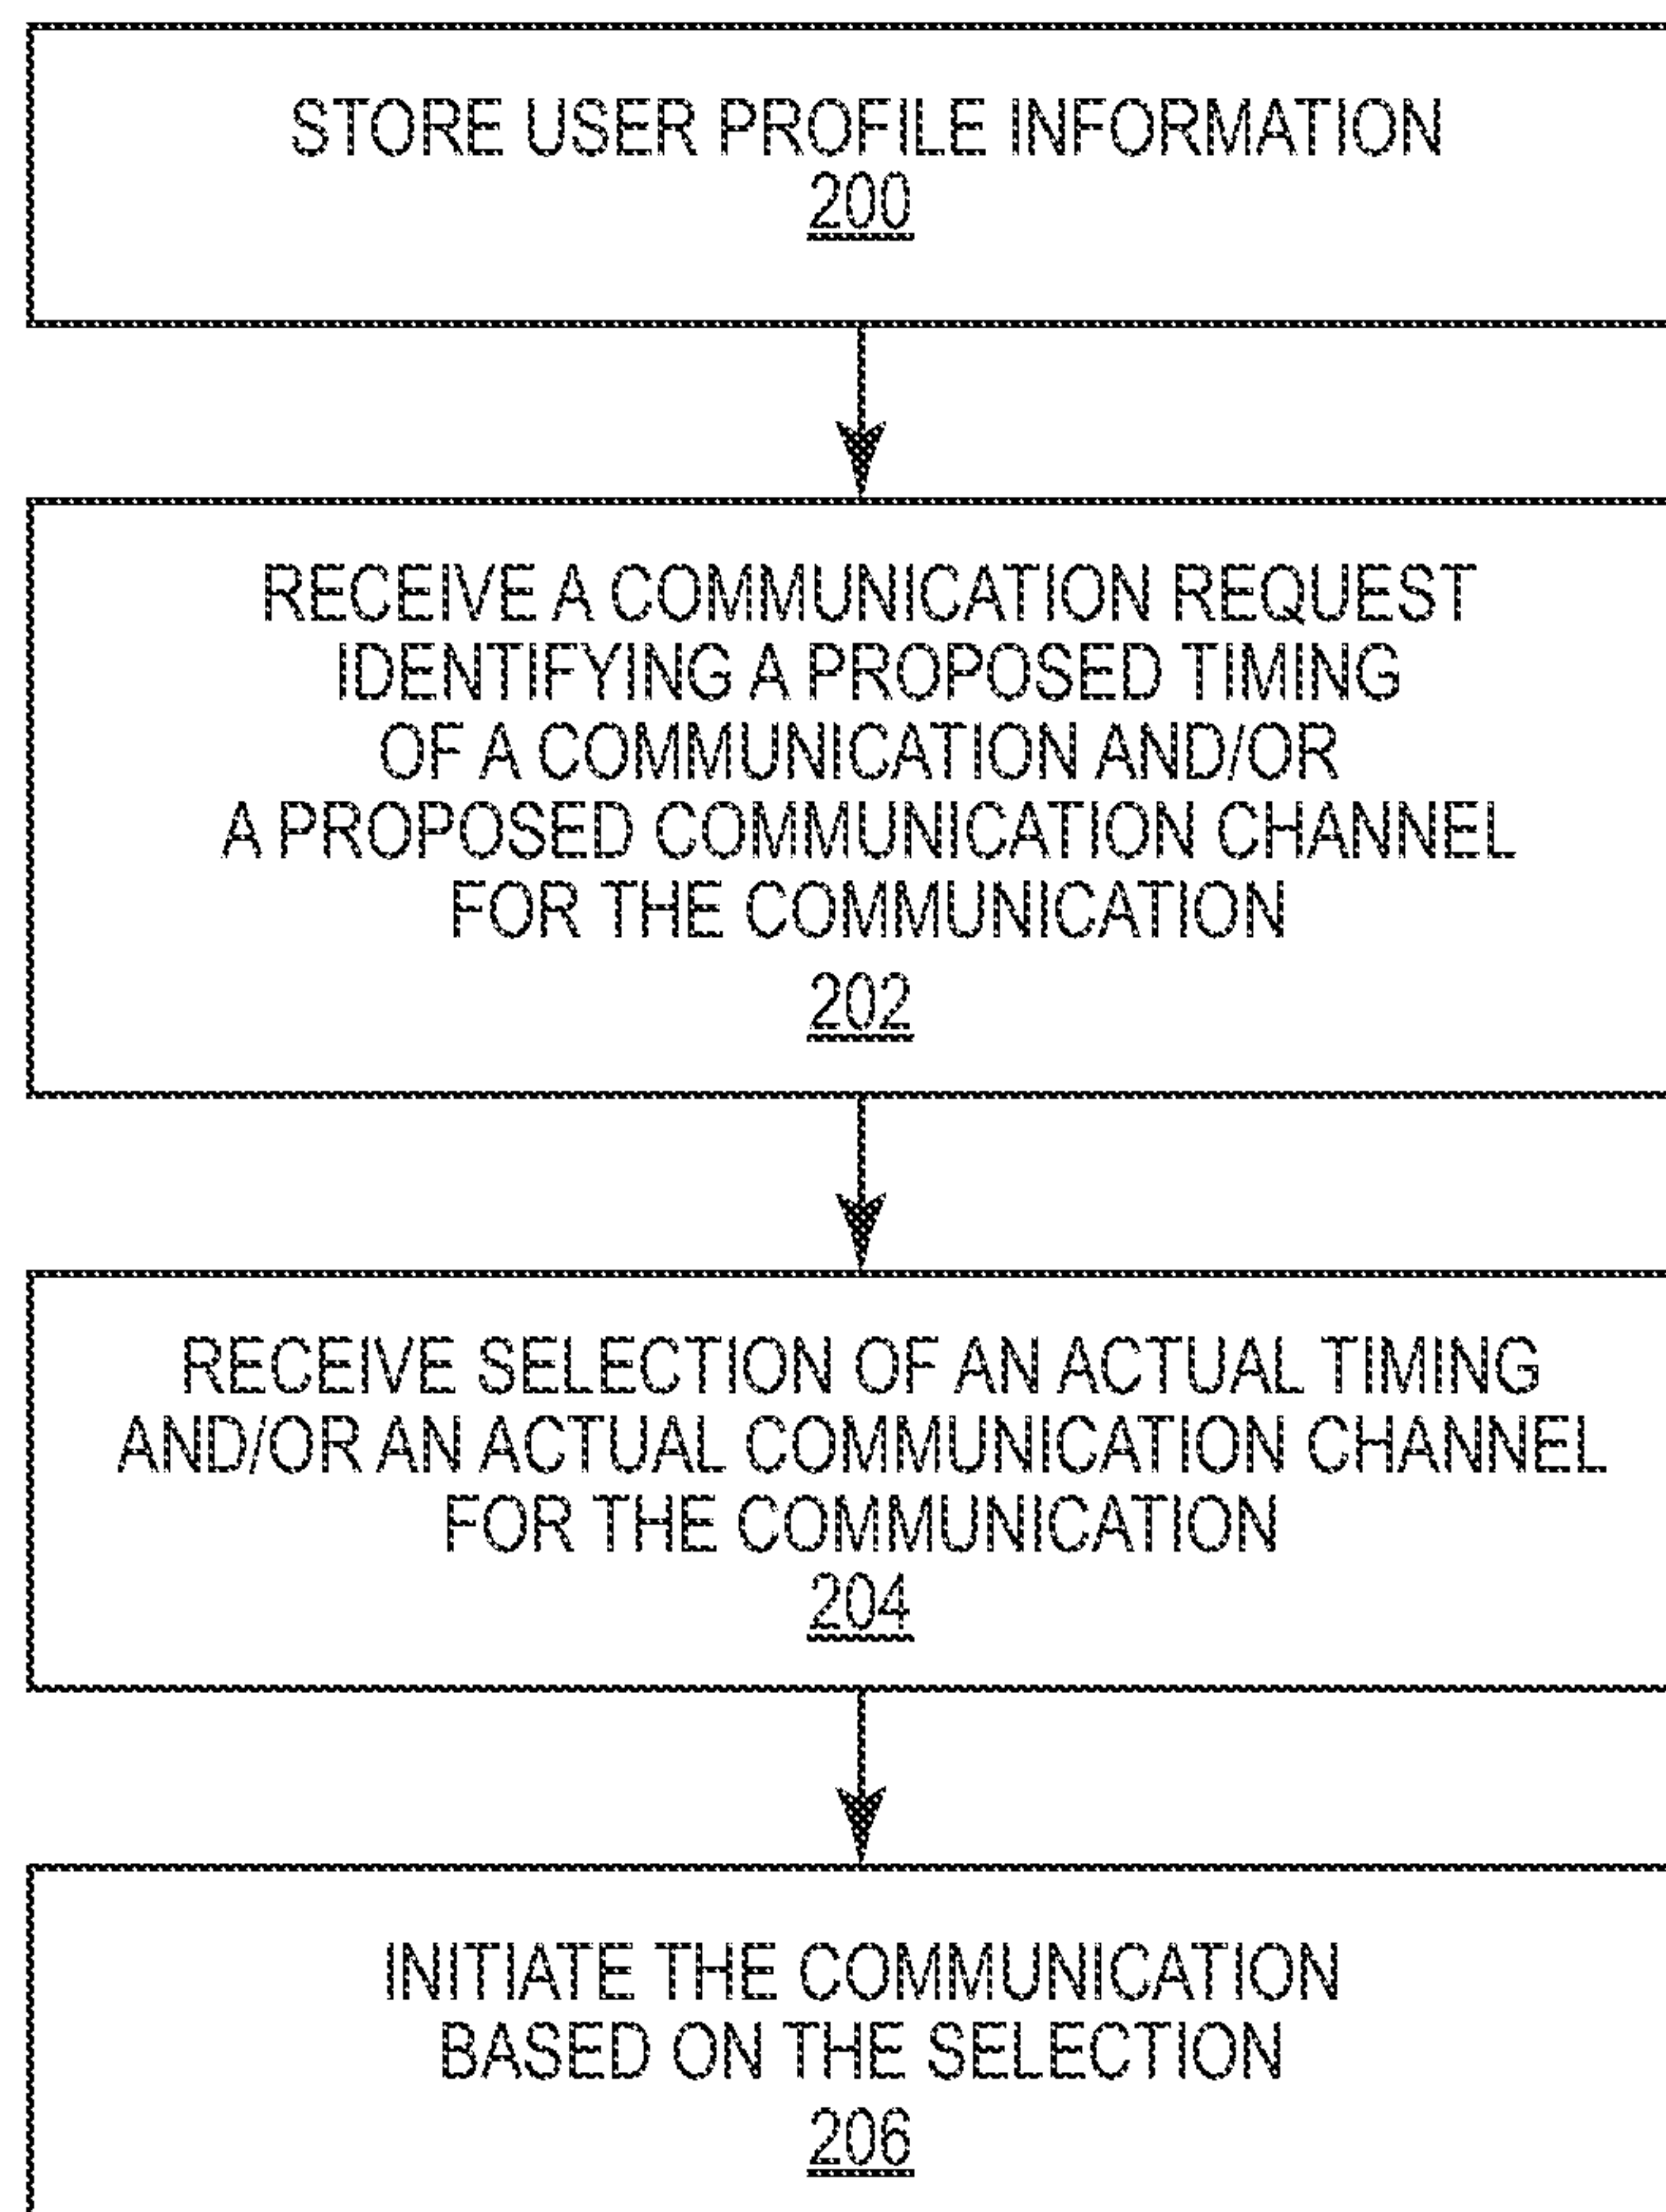 STORE USER PROFILE INFORMATION
200
RECEIVE A COMMUNICATION REQUEST
IDENTIFYING A PROPOSED TIMING
OF A COMMUNICATION AND/OR
A PROPOSED COMMUNICATION CHANNEL
FOR THE COMMUNICATION
202
RECEIVE SELECTION OF AN ACTUAL TIMING
AND/OR AN ACTUAL COMMUNICATION CHANNEL
FOR THE COMMUNICATION
204
INITIATE THE COMMUNICATION
BASED ON THE SELECTION
206